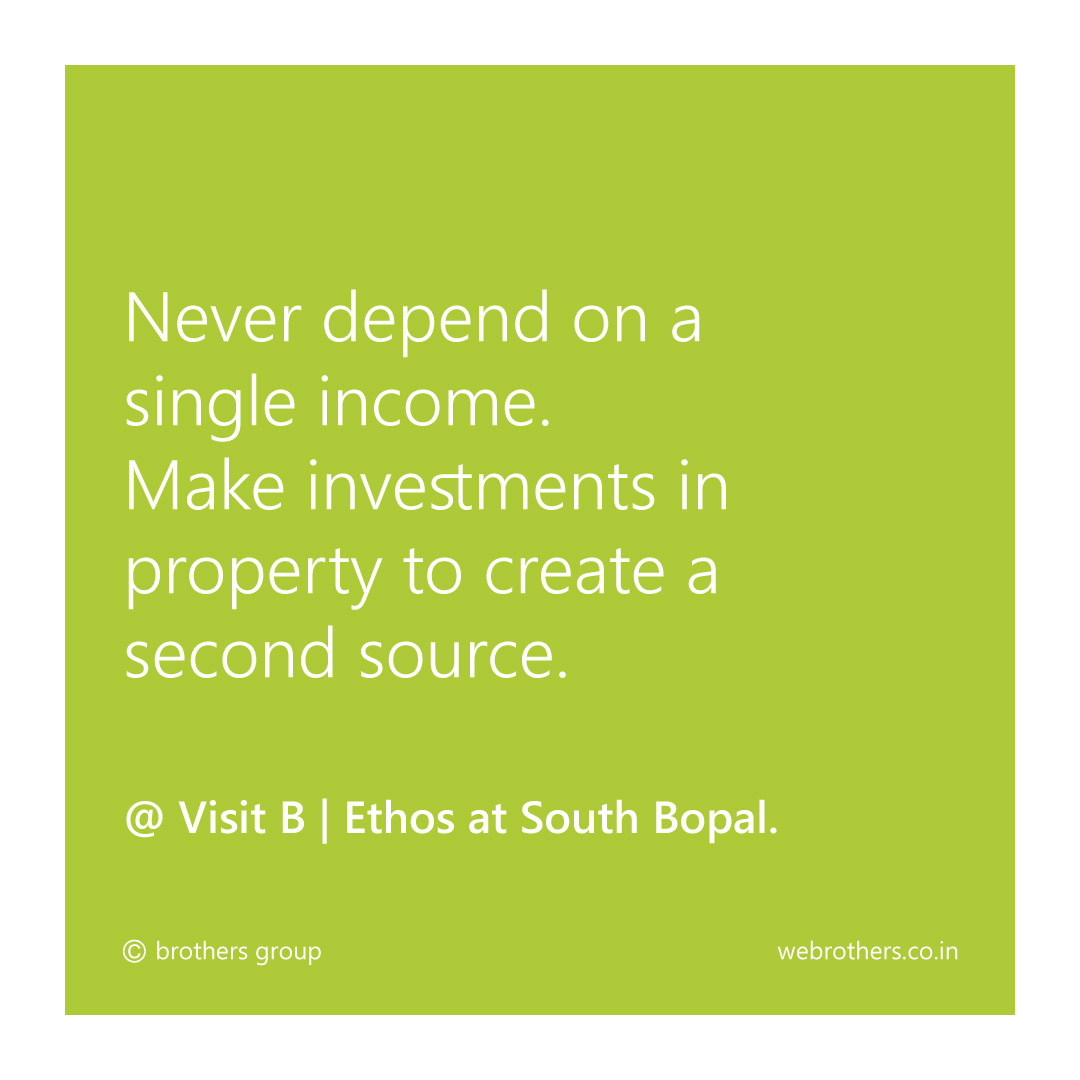 Never depend on a
single income.
Make investments in
property to create a
second source.
@ Visit B | Ethos at South Bopal.
© brothers group
webrothers.co.in